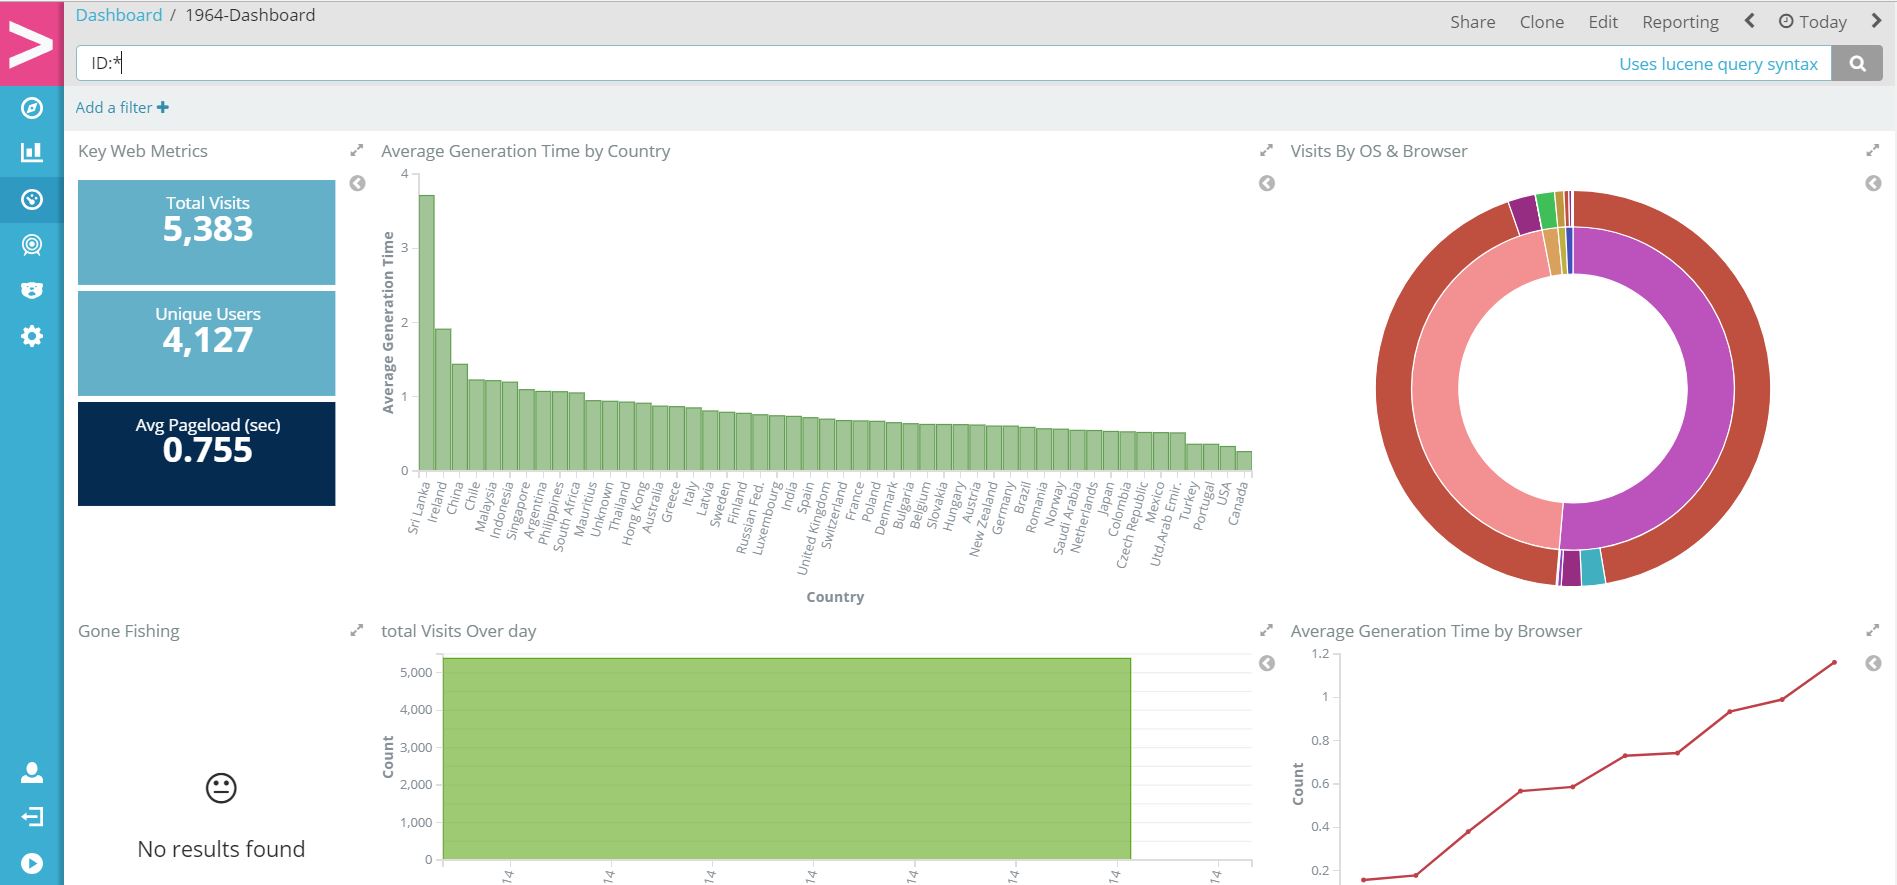 Dashboard / 1964-Dashboard
Share Clone Edit Reporting Today
ID:*
Uses lucene query syntax
Add a filter
Key Web Metrics
Total Visits
5,383
Unique Users
4,127
Avg Pageload (sec)
0.755
Average Generation Time by Country
Average Generation Time
4
3
2
1
0
Sri Lanka
Ireland
China
Chile
Malaysia
Indonesia
Singapore
Argentina
Philippines
South Africa
Mauritius
Unknown
Thailand
Hong Kong
Australia
Greece
Italy
Latvia
Sweden
Finland
Russian Fed.
Luxembourg
India
Spain
United Kingdom
Switzerland
France
Poland
Denmark
Bulgaria
Belgium
Slovakia
Hungary
Austria
New Zealand
Germany
Brazil
Romania
Norway
Saudi Arabia
Netherlands
Japan
Colombia
Czech Republic
Mexico
Utd.Arab Emir.
Turkey
Portugal
USA
Canada
Country
Visits By OS & Browser
Gone Fishing
No results found
total Visits Over day
Count
5,000
4,000
3,000
2,000
1,000
0
14
14
14
14
14
14
14
14
Average Generation Time by Browser
Count
1.2
1
0.8
0.6
0.4
0.2